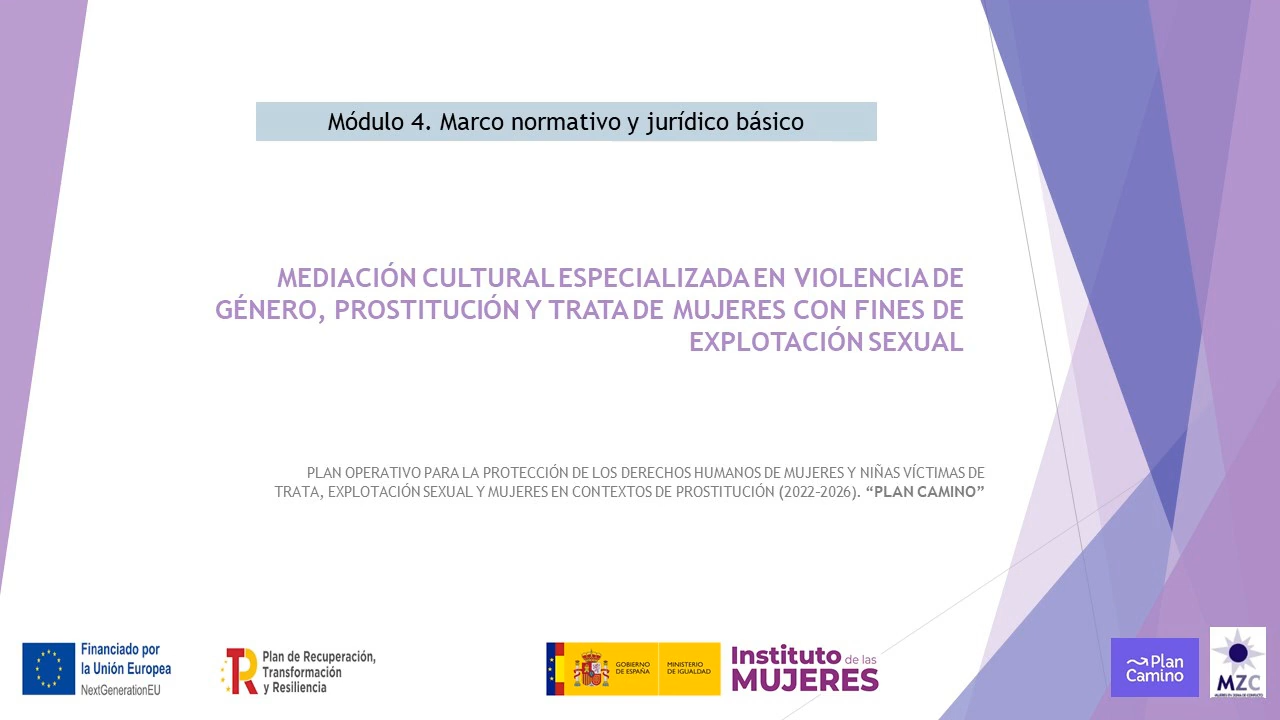 Módulo 4. Marco normativo y jurídico básico
MEDIACIÓN CULTURAL ESPECIALIZADA EN VIOLENCIA DE
GÉNERO, PROSTITUCIÓN Y TRATA DE MUJERES CON FINES DE
EXPLOTACIÓN SEXUAL
PLAN OPERATIVO PARA LA PROTECCIÓN DE LOS DERECHOS HUMANOS DE MUJERES Y NIÑAS VÍCTIMAS DE
TRATA, EXPLOTACIÓN SEXUAL Y MUJERES EN CONTEXTOS DE PROSTITUCIÓN (2022-2026). “PLAN CAMINO”
Financiado por
la Unión Europea
NextGenerationEU
Plan de Recuperación,
Transformación
y Resiliencia
GOBIERNO
DE ESPAÑA
MINISTERIO
DE IGUALDAD
Instituto de las
MUJERES
Plan
Camino
MZC